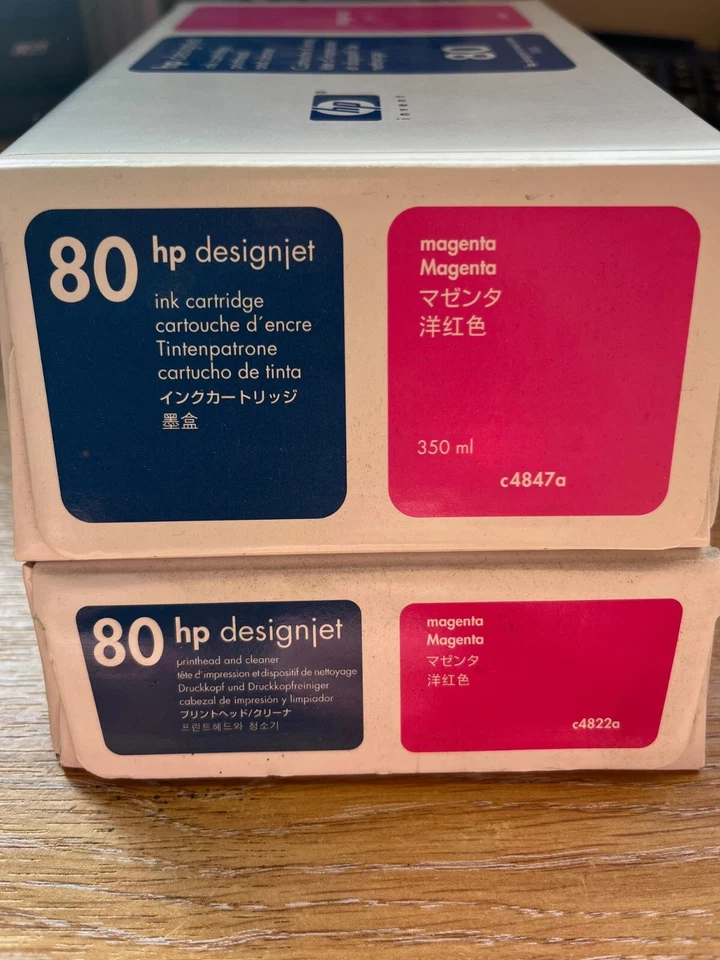 80
hp
invent
80 hp designjet
ink cartridge
cartouche d'encre
Tintenpatrone
cartucho de tinta
インクカートリッジ
墨盒
magenta
Magenta
マゼンタ
洋红色
350 ml
c4847a
80 hp designjet
printhead and cleaner
tête d'impression et dispositif de nettoyage
Druckkopf und Druckkopfreiniger
cabezal de impresión y limpiador
プリントヘッド/クリーナ
프린트헤드와 청소기
magenta
Magenta
マゼンタ
洋红色
c4822a